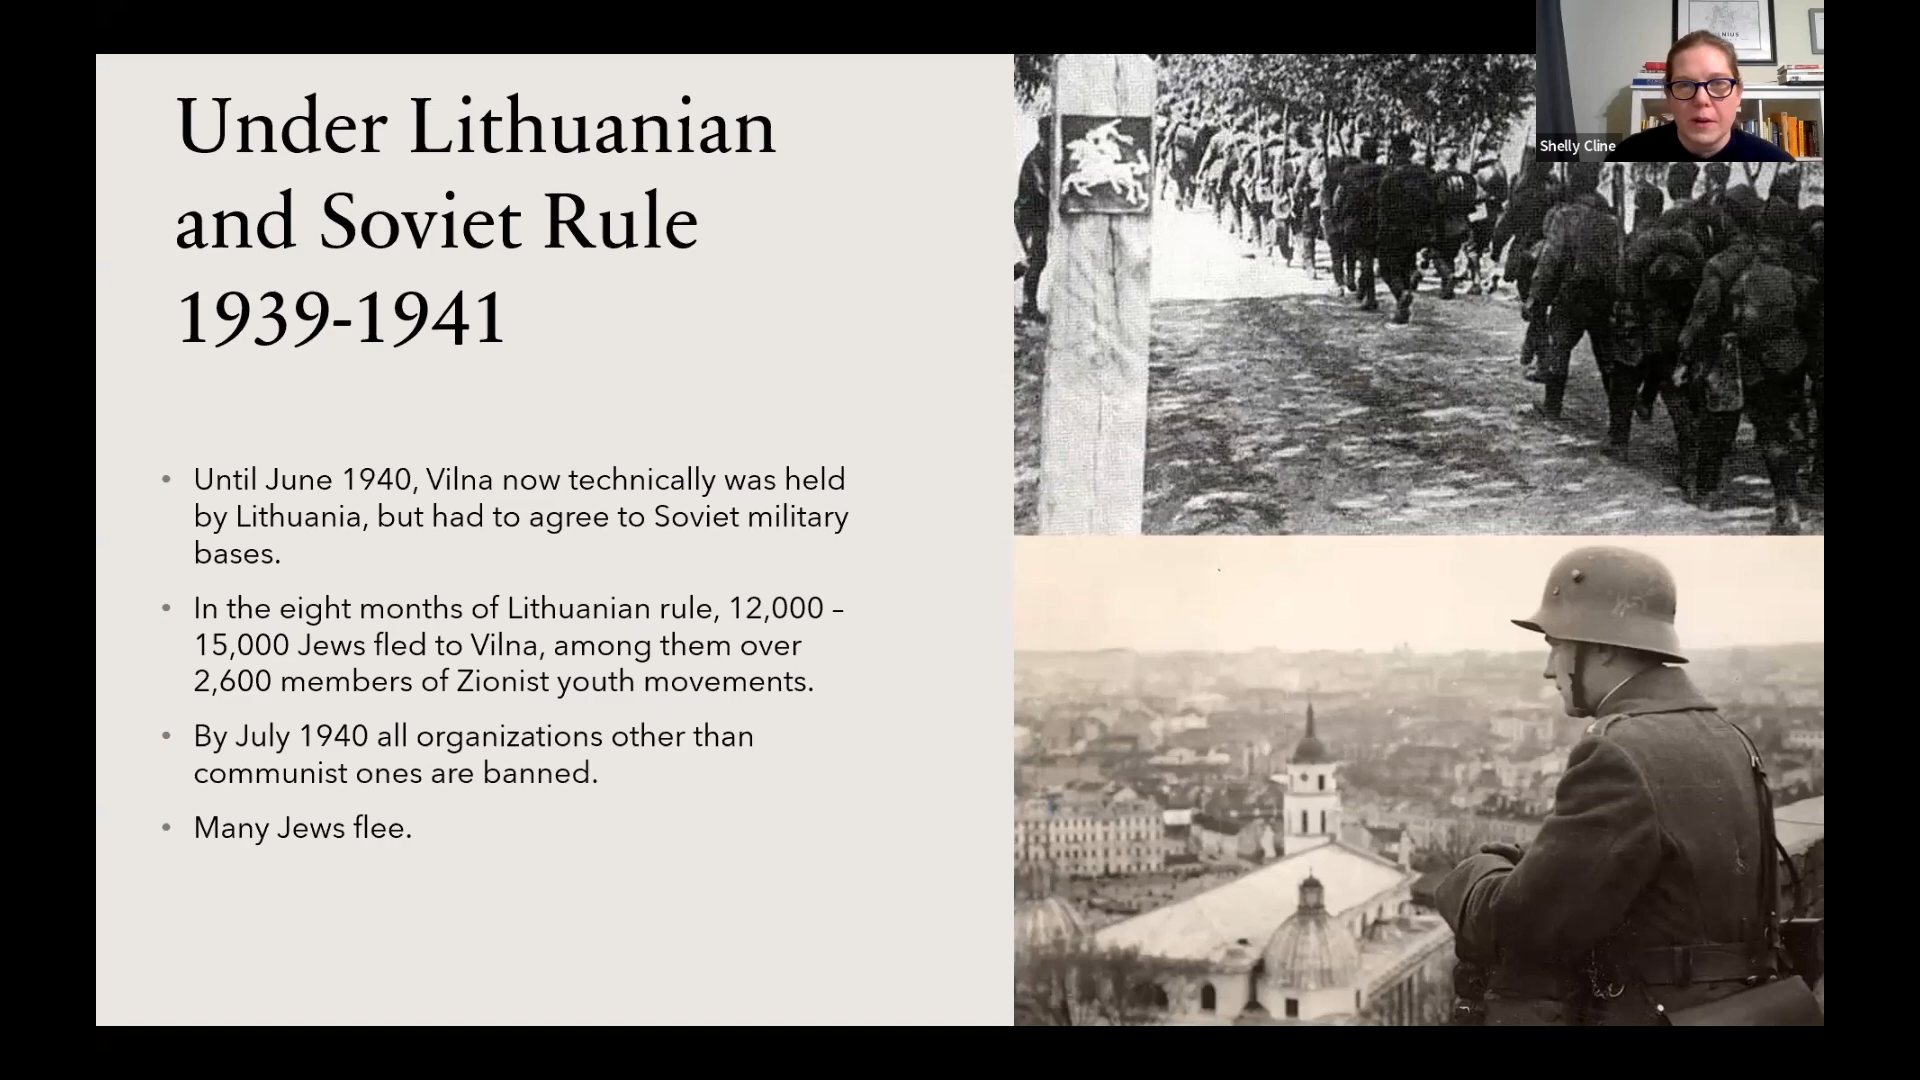 Under Lithuanian
and Soviet Rule
1939-1941
• Until June 1940, Vilna now technically was held
by Lithuania, but had to agree to Soviet military
bases.
• In the eight months of Lithuanian rule, 12,000 –
15,000 Jews fled to Vilna, among them over
2,600 members of Zionist youth movements.
• By July 1940 all organizations other than
communist ones are banned.
• Many Jews flee.
Shelly Cline